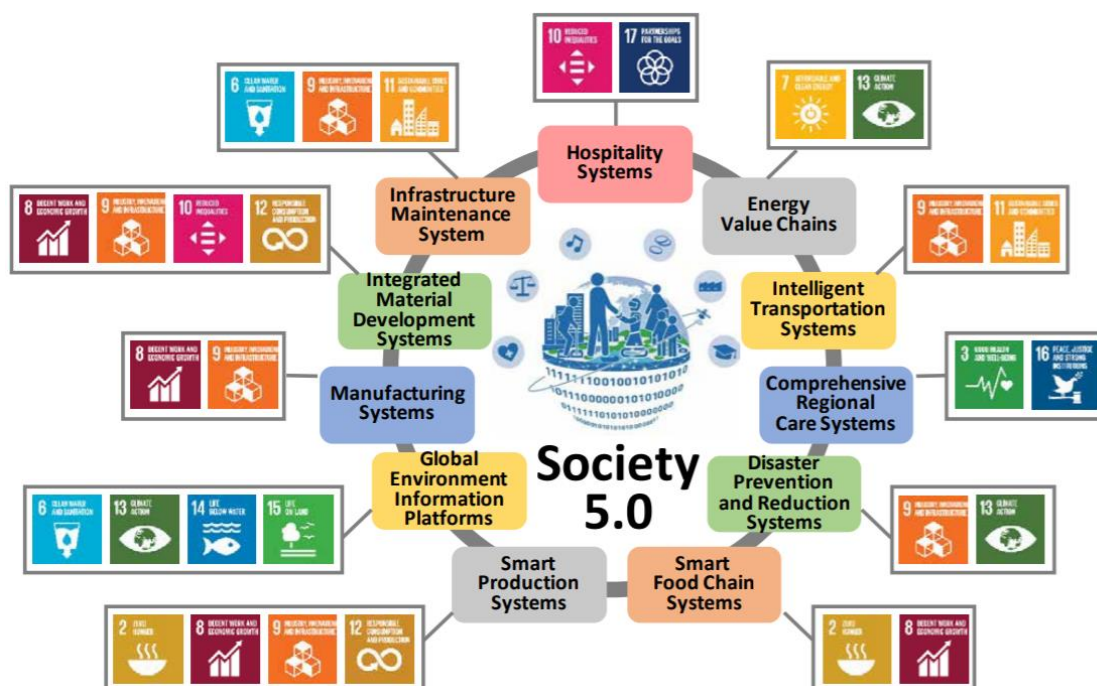 10 REDUCED
INEQUALITIES
17 PARTNERSHIPS
FOR THE GOALS
6 CLEAN WATER
AND SANITATION
9 INDUSTRY, INNOVATION
AND INFRASTRUCTURE
11 SUSTAINABLE CITIES
AND COMMUNITIES
7 AFFORDABLE AND
CLEAN ENERGY
13 CLIMATE
ACTION
Hospitality
Systems
Infrastructure
Maintenance
System
Energy
Value Chains
8 DECENT WORK AND
ECONOMIC GROWTH
9 INDUSTRY, INNOVATION
AND INFRASTRUCTURE
10 REDUCED
INEQUALITIES
12 RESPONSIBLE
CONSUMPTION
AND PRODUCTION
9 INDUSTRY, INNOVATION
AND INFRASTRUCTURE
11 SUSTAINABLE CITIES
AND COMMUNITIES
Integrated
Material
Development
Systems
Intelligent
Transportation
Systems
8 DECENT WORK AND
ECONOMIC GROWTH
9 INDUSTRY, INNOVATION
AND INFRASTRUCTURE
3 GOOD HEALTH
AND WELL-BEING
16 PEACE, JUSTICE
AND STRONG
INSTITUTIONS
Manufacturing
Systems
Comprehensive
Regional
Care Systems
Society
5.0
Global
Environment
Information
Platforms
Disaster
Prevention
and Reduction
Systems
6 CLEAN WATER
AND SANITATION
13 CLIMATE
ACTION
14 LIFE
BELOW WATER
15 LIFE
ON LAND
9 INDUSTRY, INNOVATION
AND INFRASTRUCTURE
13 CLIMATE
ACTION
Smart
Production
Systems
Smart
Food Chain
Systems
2 ZERO
HUNGER
8 DECENT WORK AND
ECONOMIC GROWTH
9 INDUSTRY, INNOVATION
AND INFRASTRUCTURE
12 RESPONSIBLE
CONSUMPTION
AND PRODUCTION
2 ZERO
HUNGER
8 DECENT WORK AND
ECONOMIC GROWTH